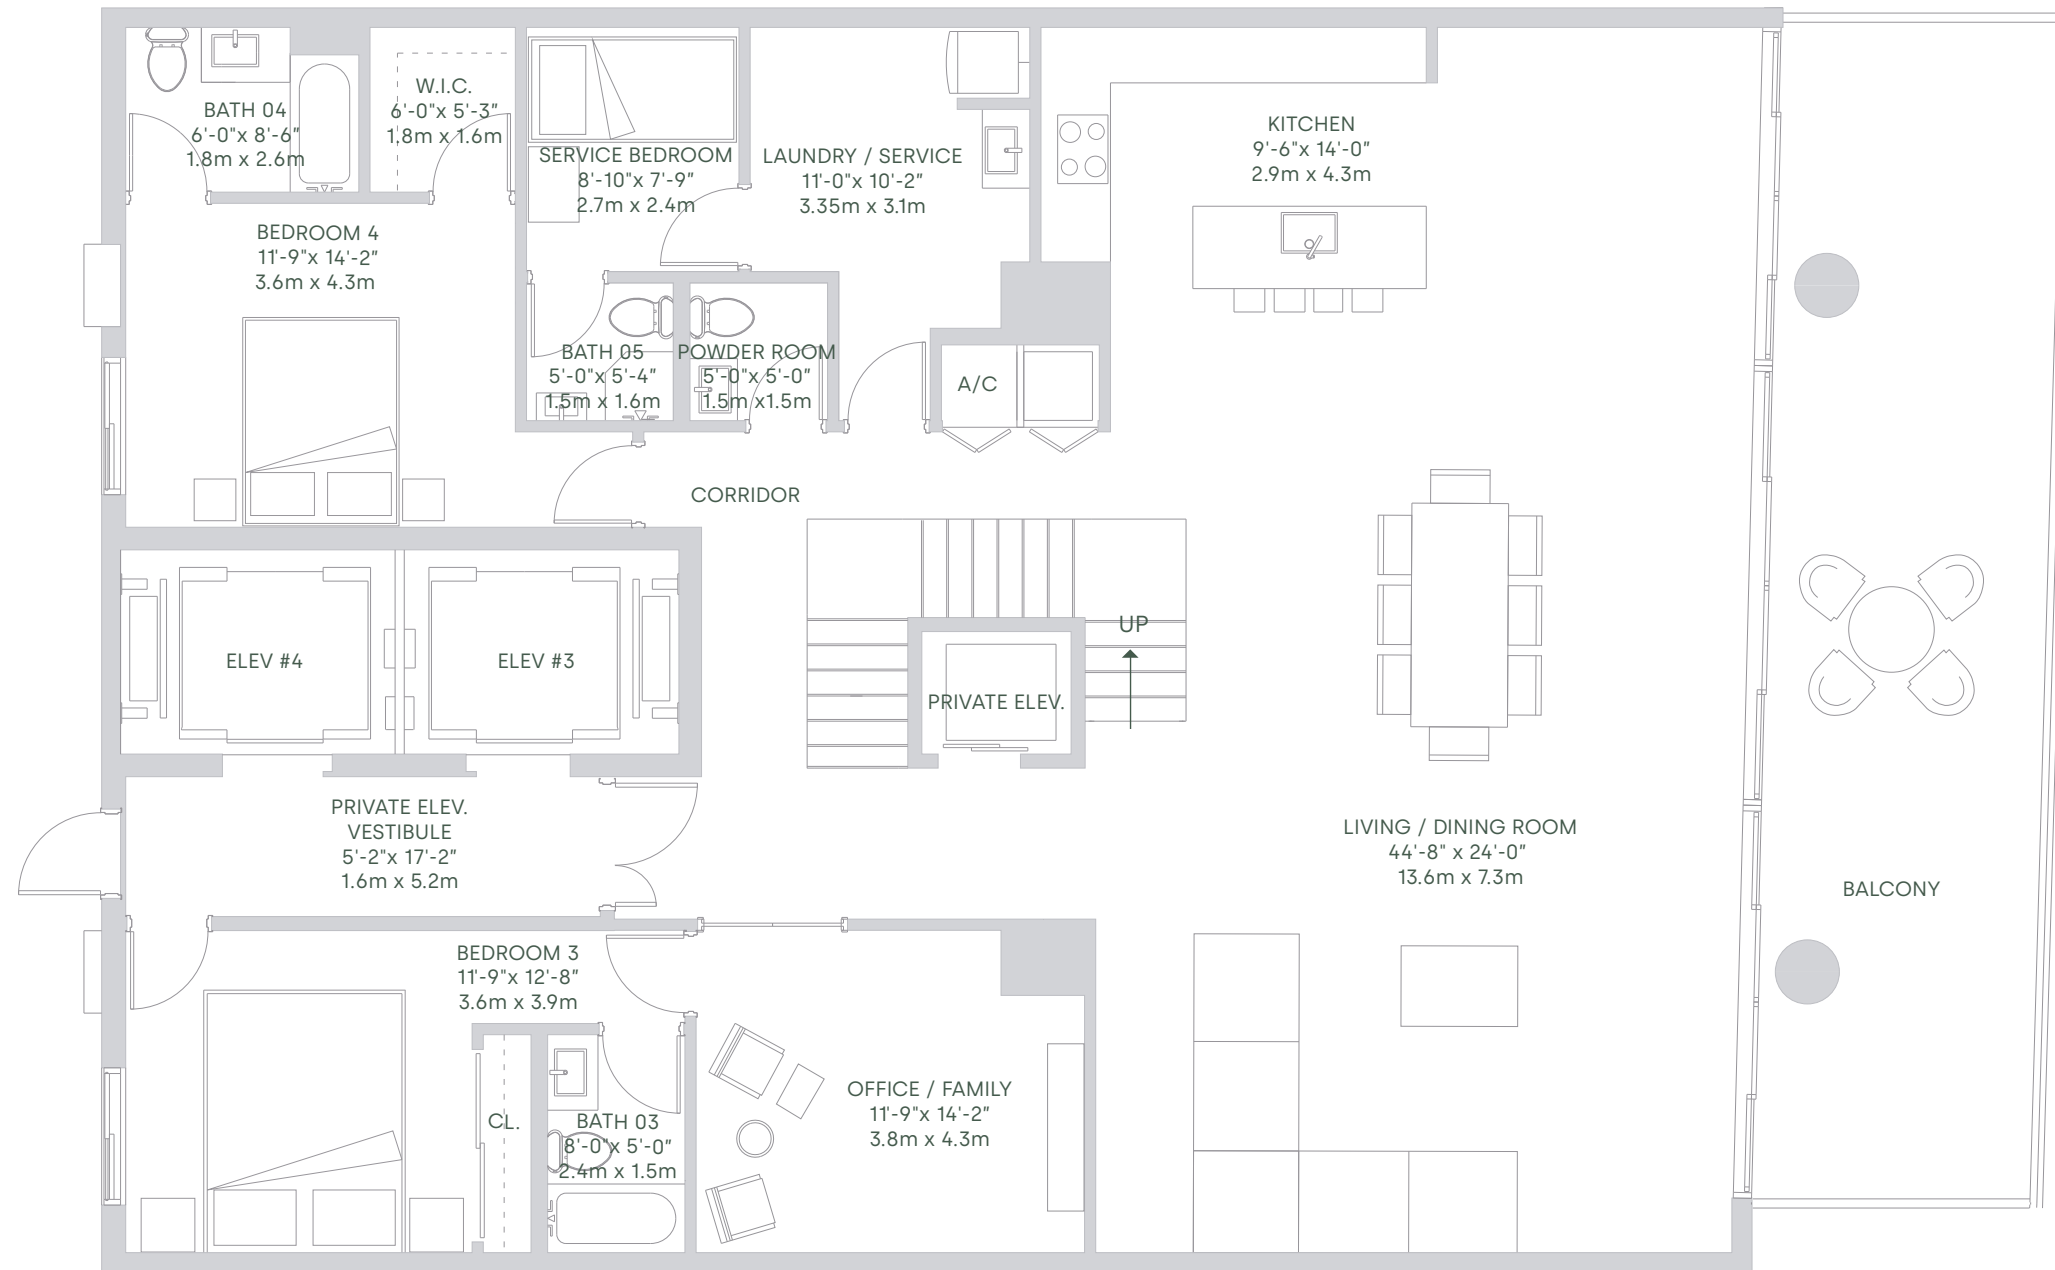 BATH 04
6'-0"x 8'-6"
1.8m x 2.6m
W.I.C.
6'-0"x 5'-3"
1.8m x 1.6m
SERVICE BEDROOM
8'-10"x 7'-9"
2.7m x 2.4m
LAUNDRY / SERVICE
11'-0"x 10'-2"
3.35m x 3.1m
KITCHEN
9'-6"x 14'-0"
2.9m x 4.3m
BEDROOM 4
11'-9"x 14'-2"
3.6m x 4.3m
BATH 05
5'-0"x 5'-4"
1.5m x 1.6m
POWDER ROOM
5'-0"x 5'-0"
1.5m x1.5m
A/C
CORRIDOR
ELEV #4
ELEV #3
UP
PRIVATE ELEV.
PRIVATE ELEV.
VESTIBULE
5'-2"x 17'-2"
1.6m x 5.2m
LIVING / DINING ROOM
44'-8" x 24'-0"
13.6m x 7.3m
BALCONY
BEDROOM 3
11'-9"x 12'-8"
3.6m x 3.9m
CL.
BATH 03
8'-0"x 5'-0"
2.4m x 1.5m
OFFICE / FAMILY
11'-9"x 14'-2"
3.8m x 4.3m